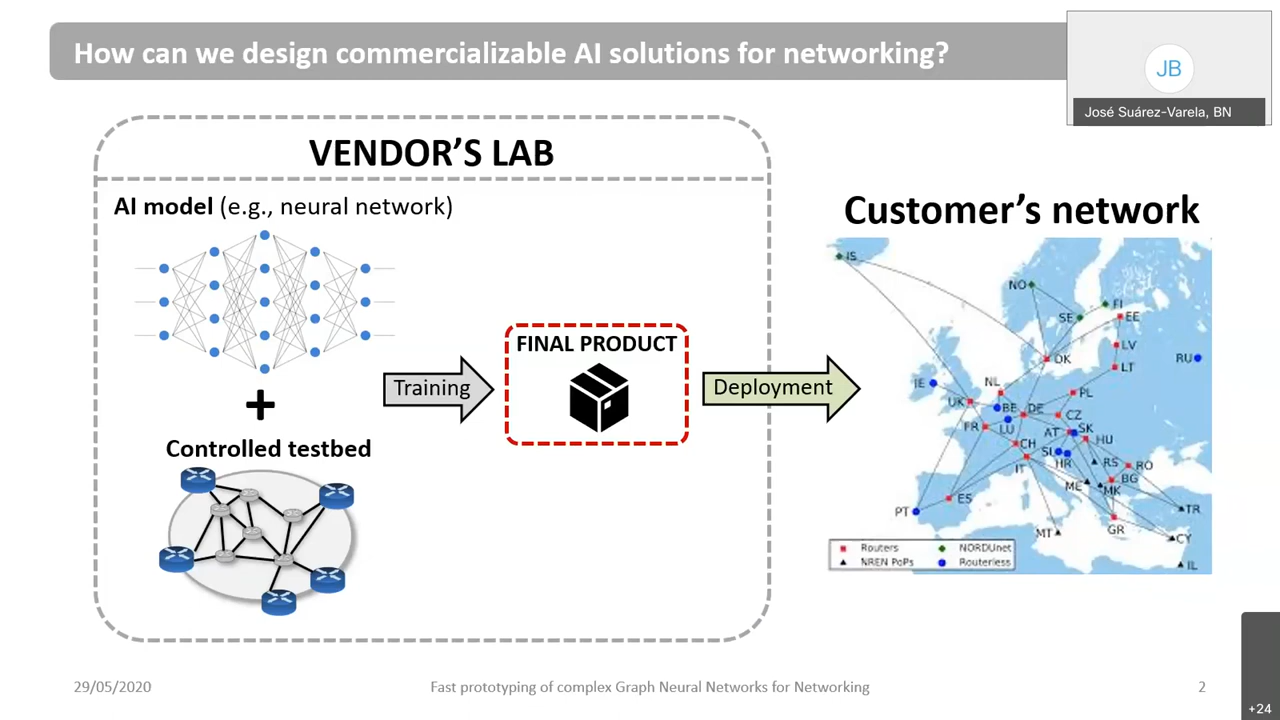 How can we design commercializable AI solutions for networking?
JB
José Suárez-Varela, BN
VENDOR'S LAB
AI model (e.g., neural network)
Controlled testbed
Training
FINAL PRODUCT
Deployment
Customer's network
IS
NO
FI
SE
EE
LV
DK
RU
LT
IE
NL
PL
UK
BE
DE
CZ
FR
LU
AT
SK
CH
HU
SL
IT
HR
RS
RO
ME
BG
MK
ES
PT
TR
GR
MT
CY
IL
Routers
NORDUnet
NREN PoPs
Routerless
29/05/2020
Fast prototyping of complex Graph Neural Networks for Networking
2
+24